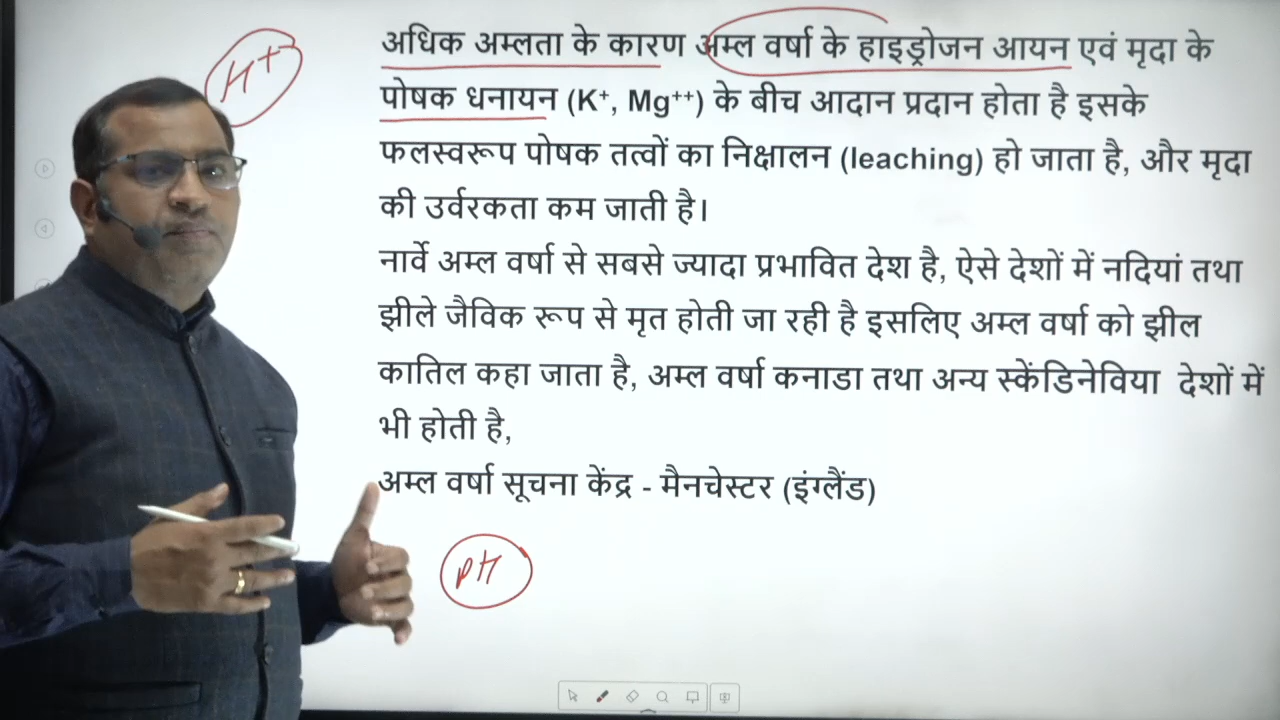 H+
अधिक अम्लता के कारण अम्ल वर्षा के हाइड्रोजन आयन एवं मृदा के
पोषक धनायन (K⁺, Mg⁺⁺) के बीच आदान प्रदान होता है इसके
फलस्वरूप पोषक तत्वों का निक्षालन (leaching) हो जाता है, और मृदा
की उर्वरकता कम जाती है।
नार्वे अम्ल वर्षा से सबसे ज्यादा प्रभावित देश है, ऐसे देशों में नदियां तथा
झीले जैविक रूप से मृत होती जा रही है इसलिए अम्ल वर्षा को झील
कातिल कहा जाता है, अम्ल वर्षा कनाडा तथा अन्य स्केंडिनेविया देशों में
भी होती है,
अम्ल वर्षा सूचना केंद्र - मैनचेस्टर (इंग्लैंड)
PH